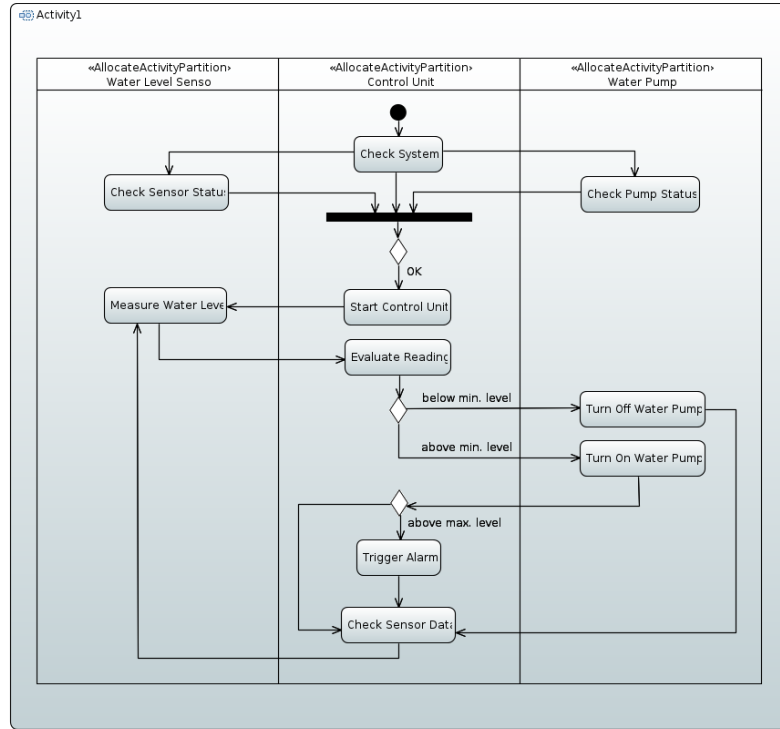 Activity1
«AllocateActivityPartition»
Water Level Senso
«AllocateActivityPartition»
Control Unit
«AllocateActivityPartition»
Water Pump
Check System
Check Sensor Statu
Check Pump Status
OK
Measure Water Leve
Start Control Unit
Evaluate Reading
below min. level
Turn Off Water Pump
above min. level
Turn On Water Pump
above max. level
Trigger Alarm
Check Sensor Data